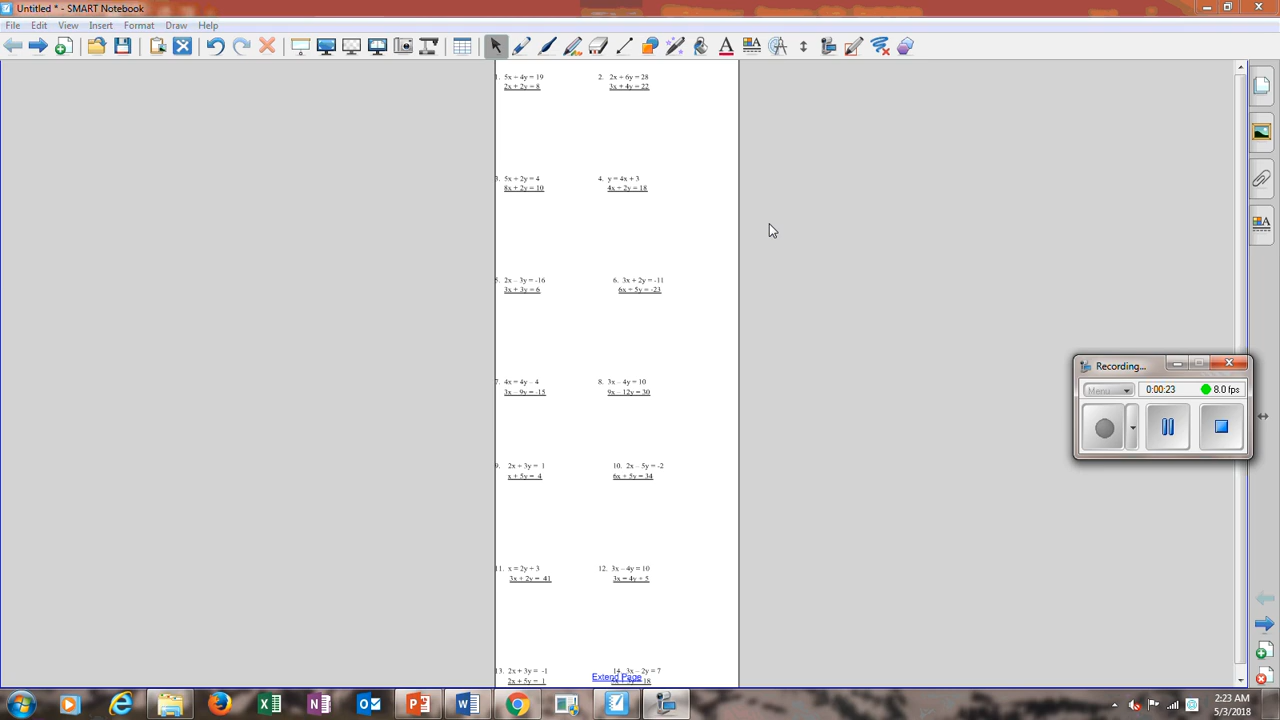 Untitled * - SMART Notebook
File Edit View Insert Format Draw Help
1. 5x + 4y = 19
2x + 2y = 8
2. 2x + 6y = 28
3x + 4y = 22
3. 5x + 2y = 4
8x + 2y = 10
4. y = 4x + 3
4x + 2y = 18
5. 2x – 3y = -16
3x + 3y = 6
6. 3x + 2y = -11
6x + 5y = -23
7. 4x = 4y – 4
3x – 9y = -15
8. 3x – 4y = 10
9x – 12y = 30
9. 2x + 3y = 1
x + 5y = 4
10. 2x – 5y = -2
6x + 5y = 34
11. x = 2y + 3
3x + 2y = 41
12. 3x – 4y = 10
3x = 4y + 5
13. 2x + 3y = -1
2x + 5y = 1
14. 3x – 2y = 7
18
Extend Page
Recording...
Menu 0:00:23 8.0 fps
2:23 AM
5/3/2018